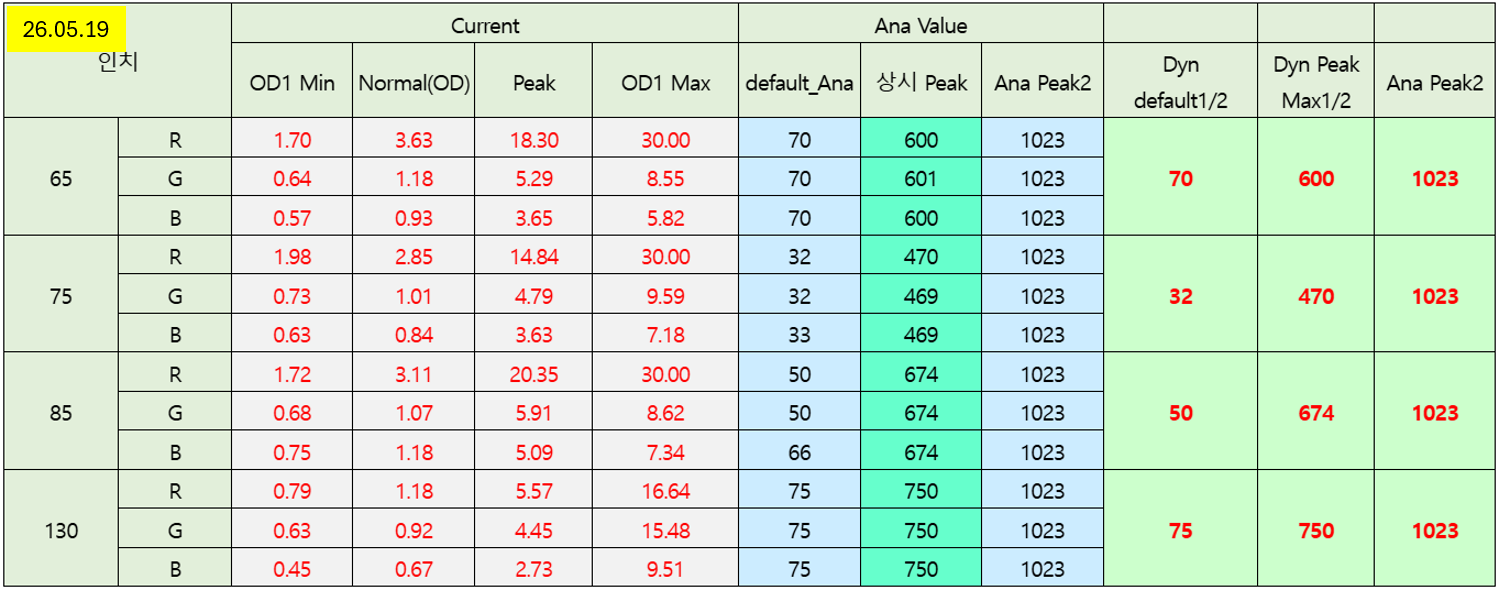 26.05.19
인치
Current
Ana Value
OD1 Min Normal(OD) Peak OD1 Max default_Ana 상시 Peak Ana Peak2 Dyn default1/2 Dyn Peak Max1/2 Ana Peak2
65 R 1.70 3.63 18.30 30.00 70 600 1023 70 600 1023
G 0.64 1.18 5.29 8.55 70 601 1023
B 0.57 0.93 3.65 5.82 70 600 1023
75 R 1.98 2.85 14.84 30.00 32 470 1023 32 470 1023
G 0.73 1.01 4.79 9.59 32 469 1023
B 0.63 0.84 3.63 7.18 33 469 1023
85 R 1.72 3.11 20.35 30.00 50 674 1023 50 674 1023
G 0.68 1.07 5.91 8.62 50 674 1023
B 0.75 1.18 5.09 7.34 66 674 1023
130 R 0.79 1.18 5.57 16.64 75 750 1023 75 750 1023
G 0.63 0.92 4.45 15.48 75 750 1023
B 0.45 0.67 2.73 9.51 75 750 1023